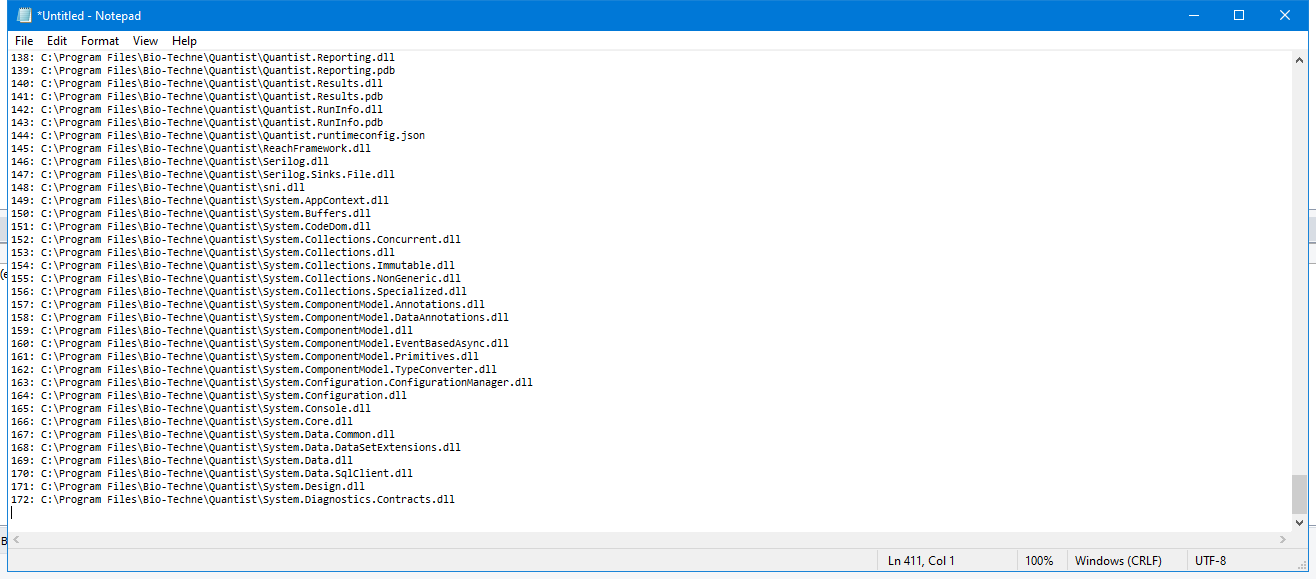 *Untitled - Notepad
File Edit Format View Help
138: C:\Program Files\Bio-Techne\Quantist\Quantist.Reporting.dll
139: C:\Program Files\Bio-Techne\Quantist\Quantist.Reporting.pdb
140: C:\Program Files\Bio-Techne\Quantist\Quantist.Results.dll
141: C:\Program Files\Bio-Techne\Quantist\Quantist.Results.pdb
142: C:\Program Files\Bio-Techne\Quantist\Quantist.RunInfo.dll
143: C:\Program Files\Bio-Techne\Quantist\Quantist.RunInfo.pdb
144: C:\Program Files\Bio-Techne\Quantist\Quantist.runtimeconfig.json
145: C:\Program Files\Bio-Techne\Quantist\ReachFramework.dll
146: C:\Program Files\Bio-Techne\Quantist\Serilog.dll
147: C:\Program Files\Bio-Techne\Quantist\Serilog.Sinks.File.dll
148: C:\Program Files\Bio-Techne\Quantist\sni.dll
149: C:\Program Files\Bio-Techne\Quantist\System.AppContext.dll
150: C:\Program Files\Bio-Techne\Quantist\System.Buffers.dll
151: C:\Program Files\Bio-Techne\Quantist\System.CodeDom.dll
152: C:\Program Files\Bio-Techne\Quantist\System.Collections.Concurrent.dll
153: C:\Program Files\Bio-Techne\Quantist\System.Collections.dll
154: C:\Program Files\Bio-Techne\Quantist\System.Collections.Immutable.dll
155: C:\Program Files\Bio-Techne\Quantist\System.Collections.NonGeneric.dll
156: C:\Program Files\Bio-Techne\Quantist\System.Collections.Specialized.dll
157: C:\Program Files\Bio-Techne\Quantist\System.ComponentModel.Annotations.dll
158: C:\Program Files\Bio-Techne\Quantist\System.ComponentModel.DataAnnotations.dll
159: C:\Program Files\Bio-Techne\Quantist\System.ComponentModel.dll
160: C:\Program Files\Bio-Techne\Quantist\System.ComponentModel.EventBasedAsync.dll
161: C:\Program Files\Bio-Techne\Quantist\System.ComponentModel.Primitives.dll
162: C:\Program Files\Bio-Techne\Quantist\System.ComponentModel.TypeConverter.dll
163: C:\Program Files\Bio-Techne\Quantist\System.Configuration.ConfigurationManager.dll
164: C:\Program Files\Bio-Techne\Quantist\System.Configuration.dll
165: C:\Program Files\Bio-Techne\Quantist\System.Console.dll
166: C:\Program Files\Bio-Techne\Quantist\System.Core.dll
167: C:\Program Files\Bio-Techne\Quantist\System.Data.Common.dll
168: C:\Program Files\Bio-Techne\Quantist\System.Data.DataSetExtensions.dll
169: C:\Program Files\Bio-Techne\Quantist\System.Data.dll
170: C:\Program Files\Bio-Techne\Quantist\System.Data.SqlClient.dll
171: C:\Program Files\Bio-Techne\Quantist\System.Design.dll
172: C:\Program Files\Bio-Techne\Quantist\System.Diagnostics.Contracts.dll
Ln 411, Col 1 100% Windows (CRLF) UTF-8